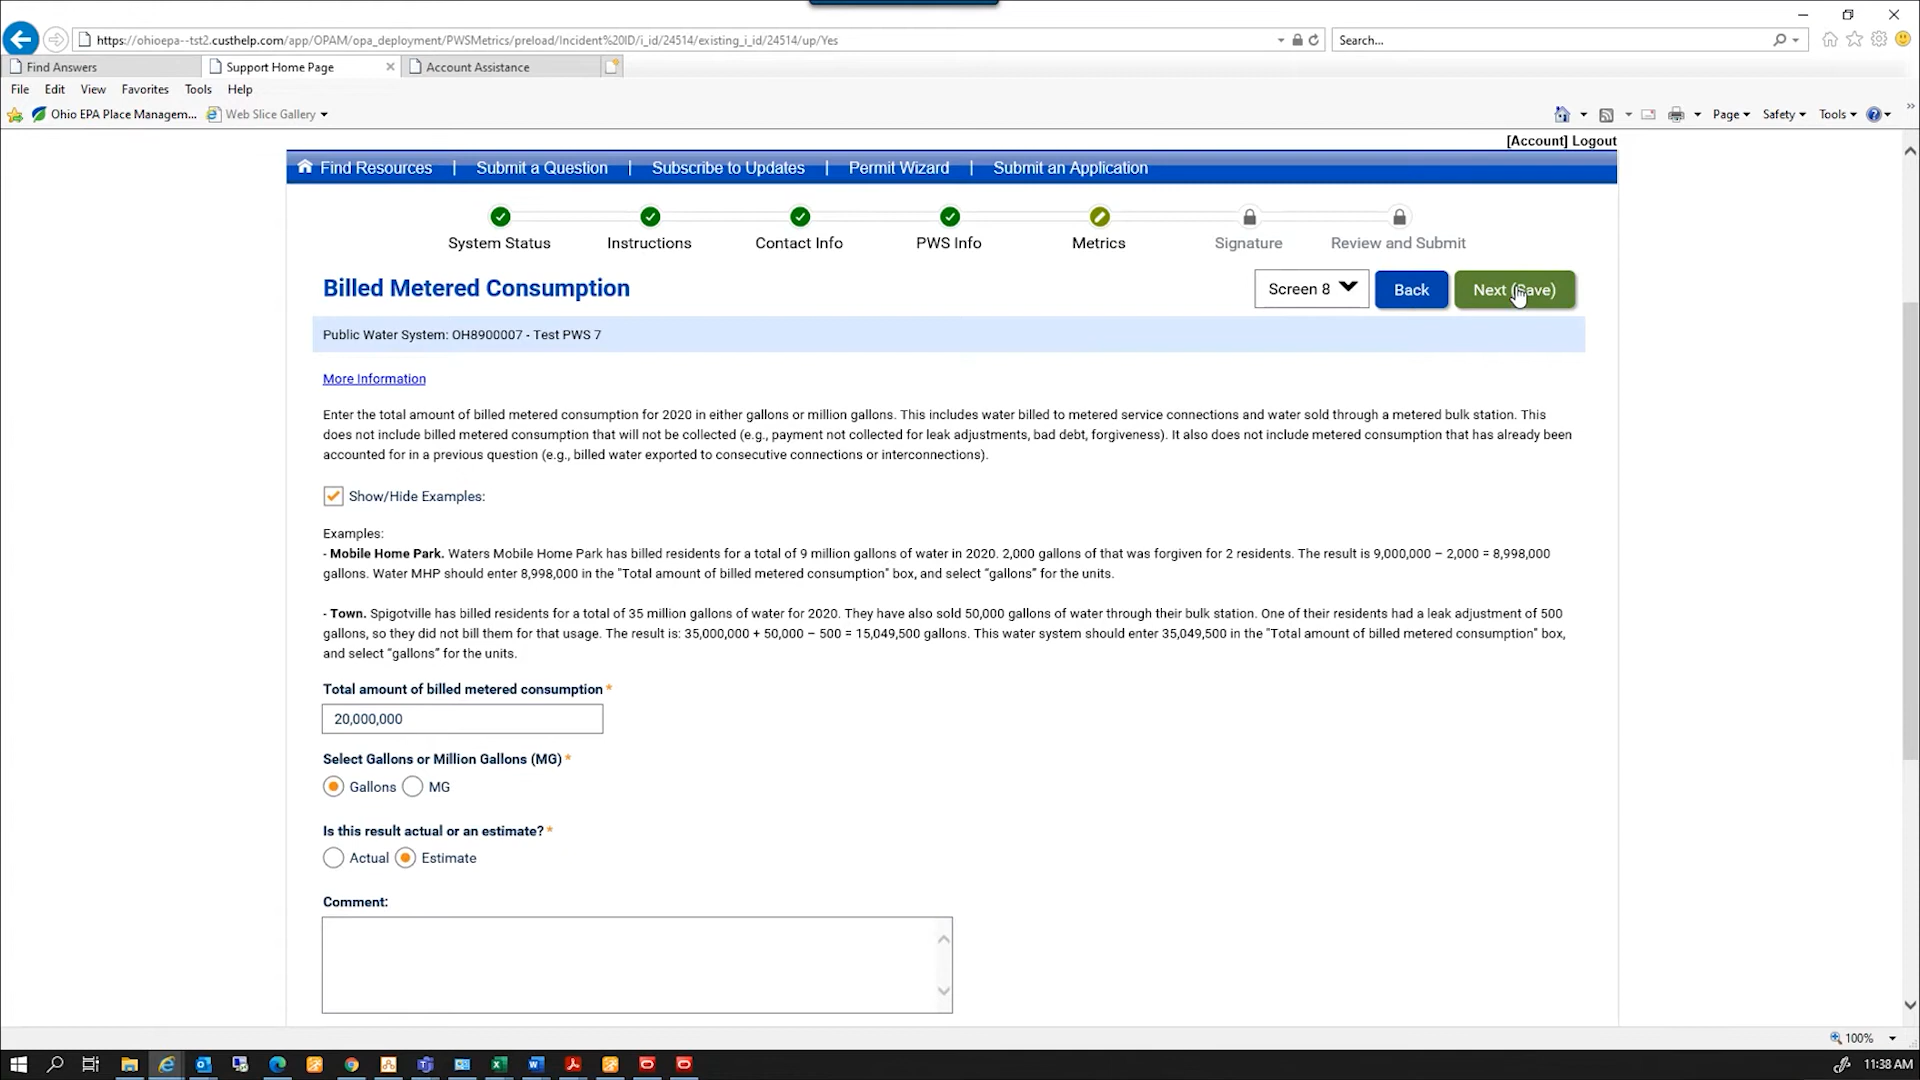 https://ohioepa--tst2.custhelp.com/app/OPAM/opa_deployment/PWSMetrics/preload/Incident%20ID/i_id/24514/existing_i_id/24514/up/Yes
Search...
Find Answers
Support Home Page
Account Assistance
File Edit View Favorites Tools Help
Ohio EPA Place Managem... Web Slice Gallery
Page Safety Tools
[Account] Logout
Find Resources | Submit a Question | Subscribe to Updates | Permit Wizard | Submit an Application
System Status Instructions Contact Info PWS Info Metrics Signature Review and Submit
Billed Metered Consumption
Screen 8
Back
Next (Save)
Public Water System: OH8900007 - Test PWS 7
More Information
Enter the total amount of billed metered consumption for 2020 in either gallons or million gallons. This includes water billed to metered service connections and water sold through a metered bulk station. This
does not include billed metered consumption that will not be collected (e.g., payment not collected for leak adjustments, bad debt, forgiveness). It also does not include metered consumption that has already been
accounted for in a previous question (e.g., billed water exported to consecutive connections or interconnections).
Show/Hide Examples:
Examples:
- Mobile Home Park. Waters Mobile Home Park has billed residents for a total of 9 million gallons of water in 2020. 2,000 gallons of that was forgiven for 2 residents. The result is 9,000,000 – 2,000 = 8,998,000
gallons. Water MHP should enter 8,998,000 in the "Total amount of billed metered consumption" box, and select “gallons” for the units.
- Town. Spigotville has billed residents for a total of 35 million gallons of water for 2020. They have also sold 50,000 gallons of water through their bulk station. One of their residents had a leak adjustment of 500
gallons, so they did not bill them for that usage. The result is: 35,000,000 + 50,000 – 500 = 15,049,500 gallons. This water system should enter 35,049,500 in the "Total amount of billed metered consumption" box,
and select “gallons” for the units.
Total amount of billed metered consumption *
20,000,000
Select Gallons or Million Gallons (MG) *
Gallons MG
Is this result actual or an estimate? *
Actual Estimate
Comment:
100%
11:38 AM